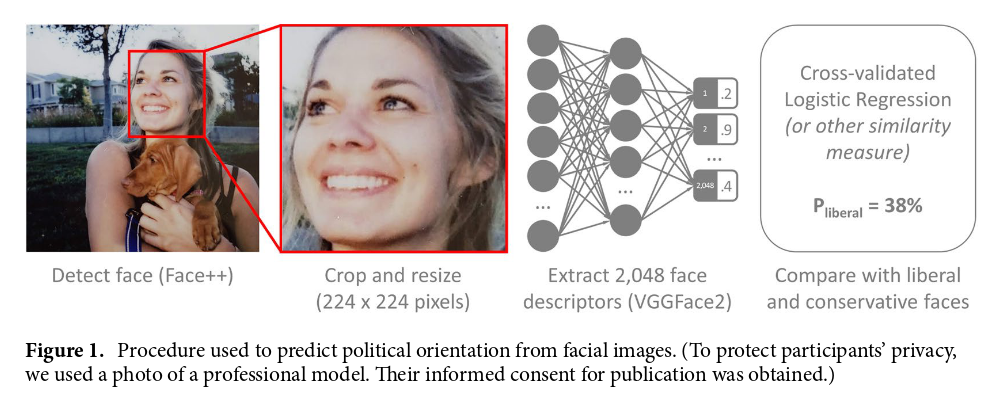 1 .2
2 .9
...
2,048 .4
...
...
Cross-validated
Logistic Regression
(or other similarity
measure)
Pliberal = 38%
Detect face (Face++)
Crop and resize
(224 x 224 pixels)
Extract 2,048 face
descriptors (VGGFace2)
Compare with liberal
and conservative faces
Figure 1. Procedure used to predict political orientation from facial images. (To protect participants’ privacy,
we used a photo of a professional model. Their informed consent for publication was obtained.)